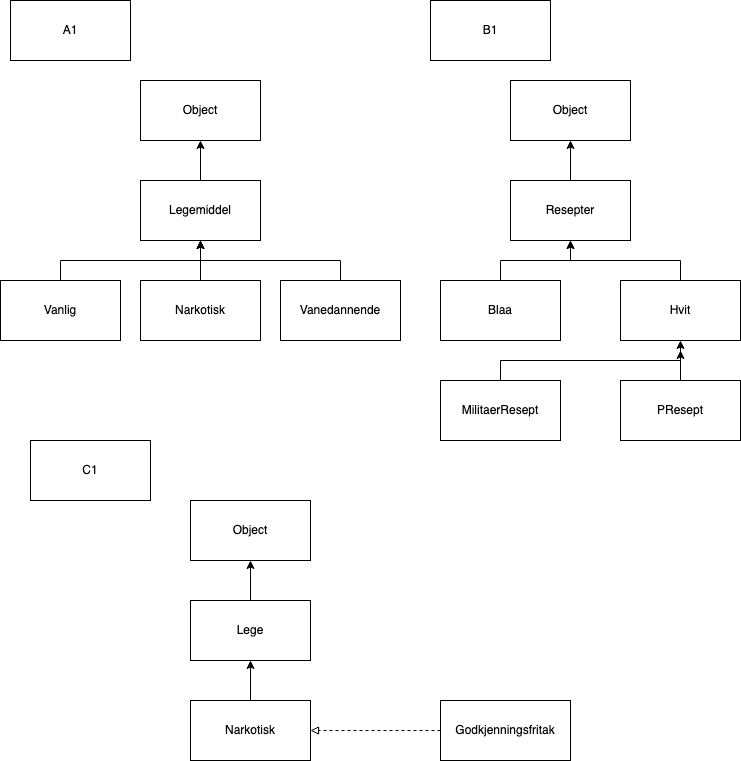 A1
B1
Object
Object
Legemiddel
Resepter
Vanlig
Narkotisk
Vanedannende
Blaa
Hvit
MilitaerResept
PResept
C1
Object
Lege
Narkotisk
Godkjenningsfritak